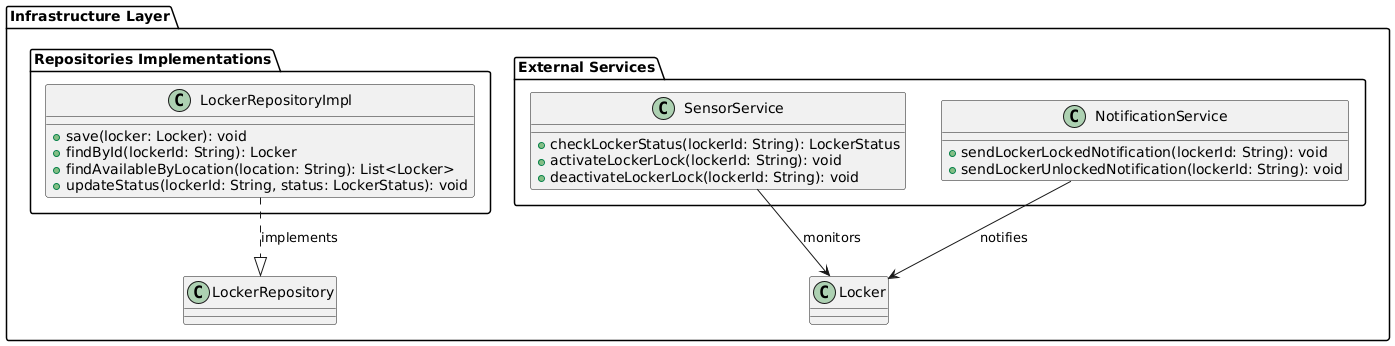 Infrastructure Layer
Repositories Implementations
C LockerRepositoryImpl
save(locker: Locker): void
findById(lockerId: String): Locker
findAvailableByLocation(location: String): List<Locker>
updateStatus(lockerId: String, status: LockerStatus): void
External Services
C SensorService
checkLockerStatus(lockerId: String): LockerStatus
activateLockerLock(lockerId: String): void
deactivateLockerLock(lockerId: String): void
C NotificationService
sendLockerLockedNotification(lockerId: String): void
sendLockerUnlockedNotification(lockerId: String): void
implements
monitors
notifies
C LockerRepository
C Locker